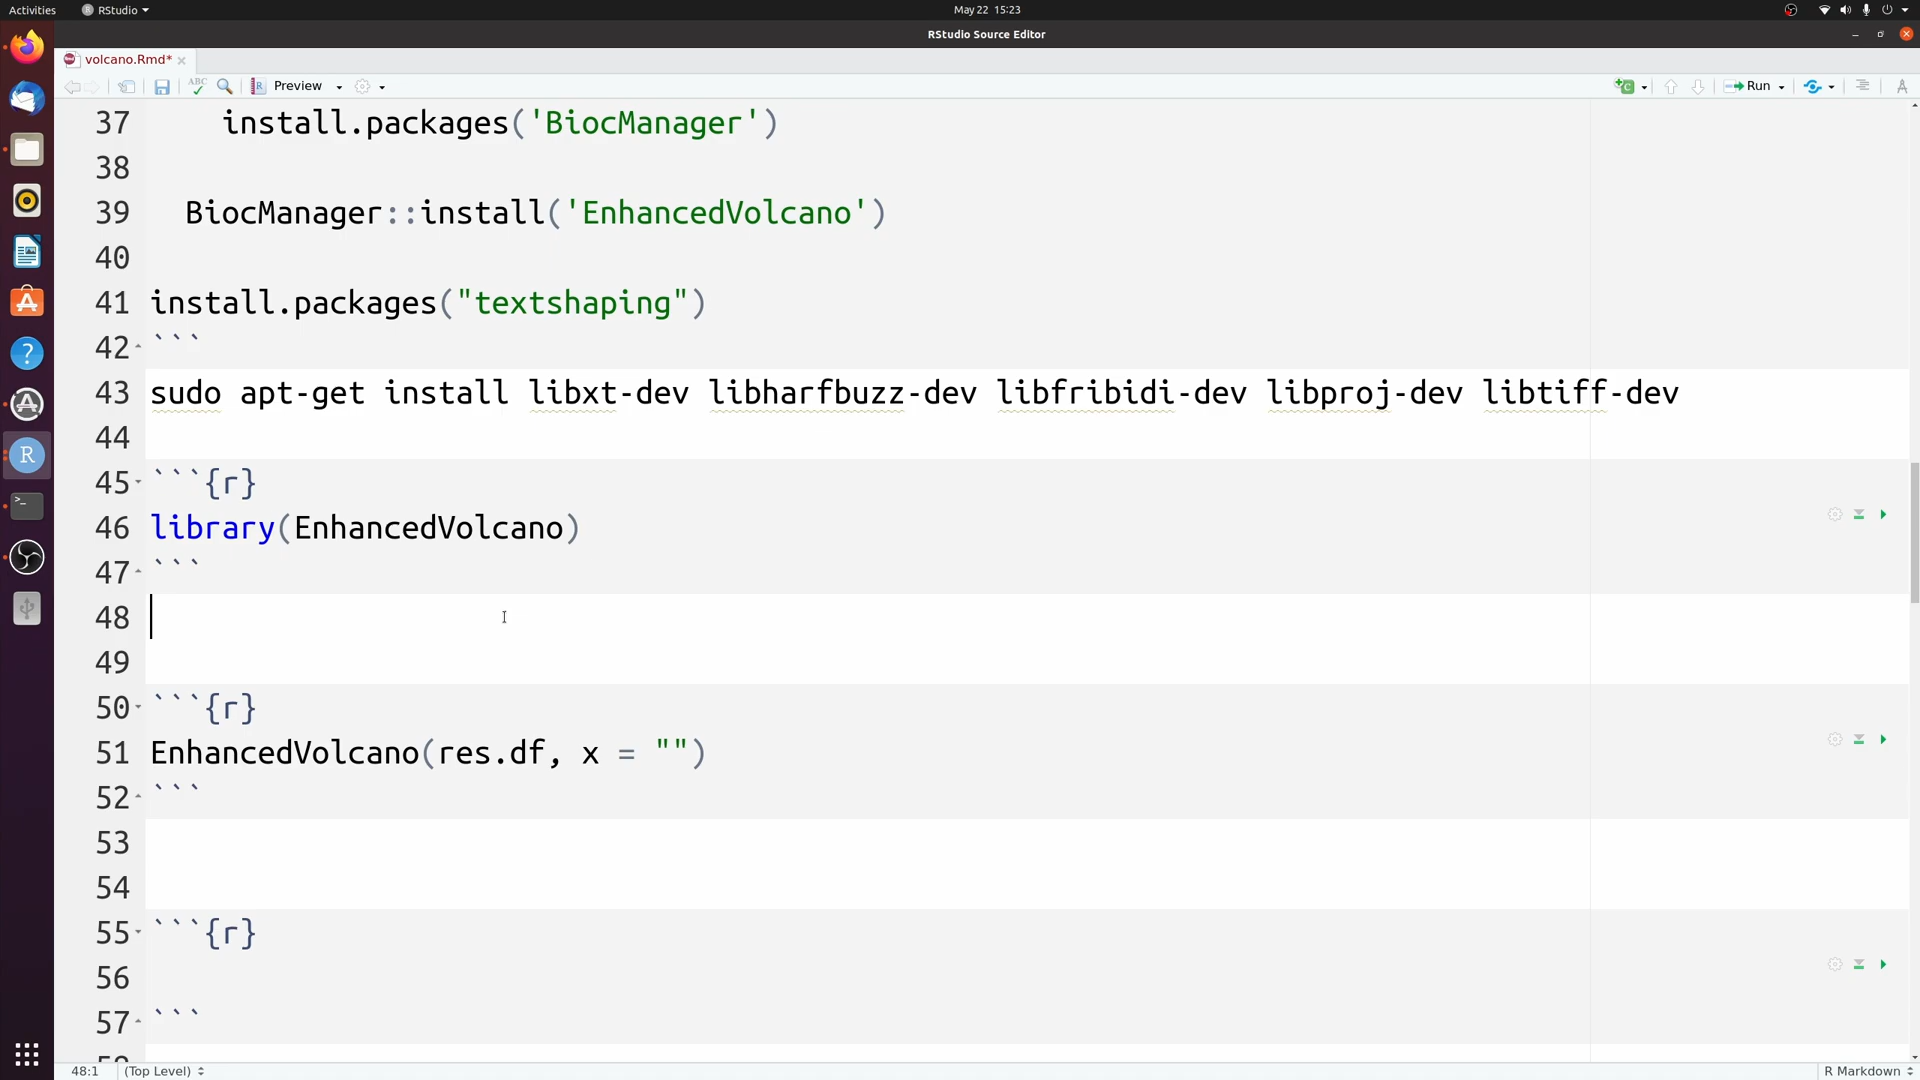 Activities
RStudio
May 22 15:23
RStudio Source Editor
volcano.Rmd*
ABC
Preview
Run
37 install.packages('BiocManager')
38
39 BiocManager::install('EnhancedVolcano')
40
41 install.packages("textshaping")
42 ```
43 sudo apt-get install libxt-dev libharfbuzz-dev libfribidi-dev libproj-dev libtiff-dev
44
45 ```{r}
46 library(EnhancedVolcano)
47 ```
48
49
50 ```{r}
51 EnhancedVolcano(res.df, x = "")
52 ```
53
54
55 ```{r}
56
57 ```
48:1 (Top Level) R Markdown